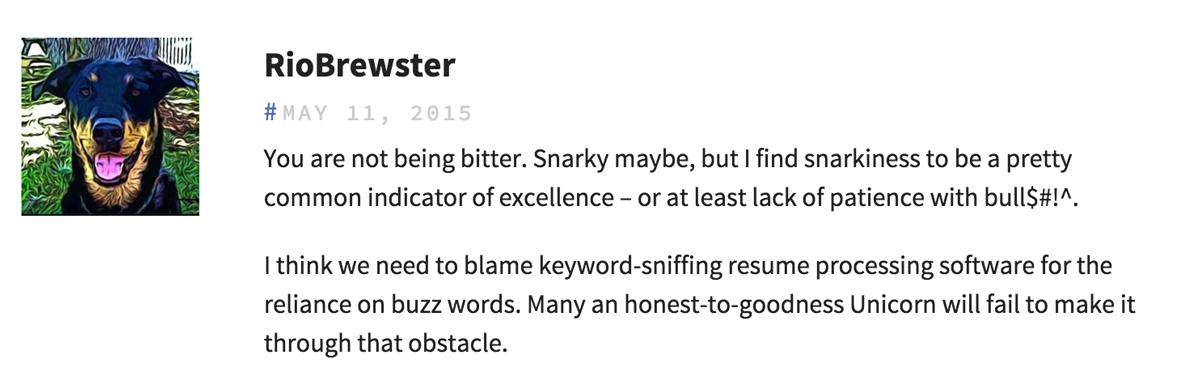 RioBrewster
# MAY 11, 2015
You are not being bitter. Snarky maybe, but I find snarkiness to be a pretty
common indicator of excellence – or at least lack of patience with bull$#!^.
I think we need to blame keyword-sniffing resume processing software for the
reliance on buzz words. Many an honest-to-goodness Unicorn will fail to make it
through that obstacle.